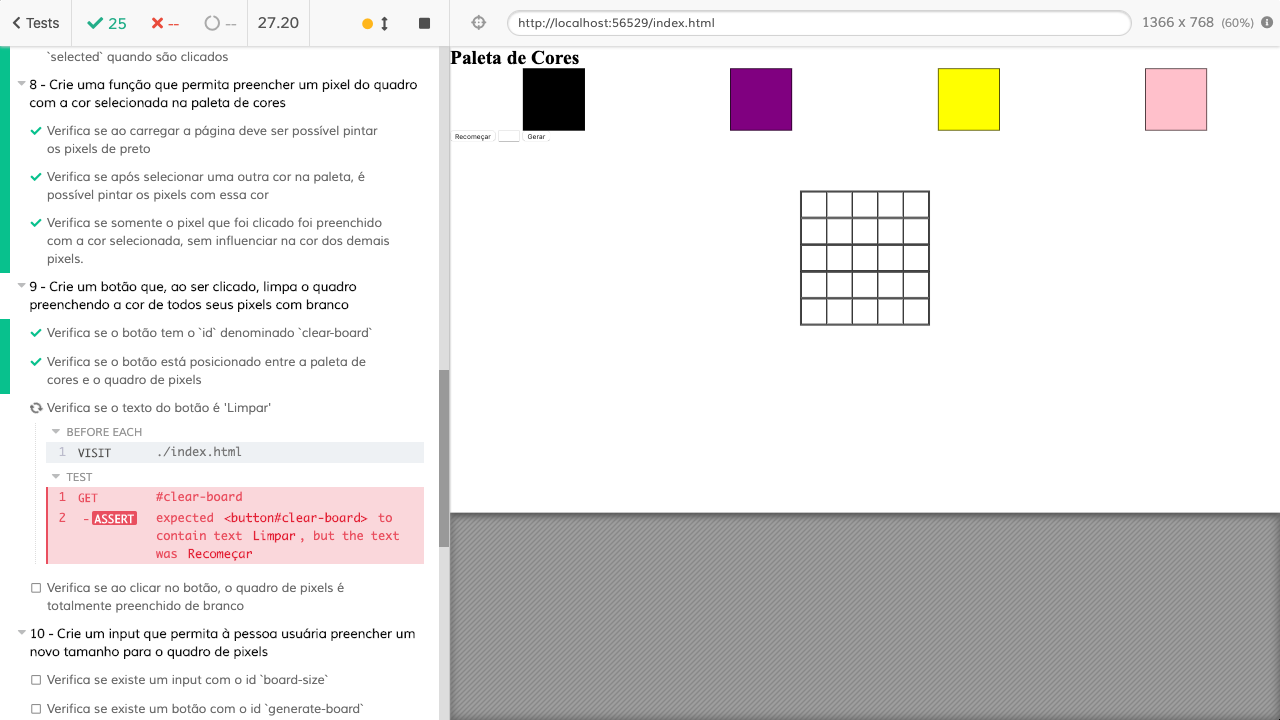 Tests
25
--
--
27.20
http://localhost:56529/index.html
1366 x 768 (60%)
`selected` quando são clicados
8 - Crie uma função que permita preencher um pixel do quadro
com a cor selecionada na paleta de cores
Verifica se ao carregar a página deve ser possível pintar
os pixels de preto
Verifica se após selecionar uma outra cor na paleta, é
possível pintar os pixels com essa cor
Verifica se somente o pixel que foi clicado foi preenchido
com a cor selecionada, sem influenciar na cor dos demais
pixels.
9 - Crie um botão que, ao ser clicado, limpa o quadro
preenchendo a cor de todos seus pixels com branco
Verifica se o botão tem o `id` denominado `clear-board`
Verifica se o botão está posicionado entre a paleta de
cores e o quadro de pixels
Verifica se o texto do botão é 'Limpar'
BEFORE EACH
1 VISIT ./index.html
TEST
1 GET #clear-board
2 -ASSERT expected <button#clear-board> to
contain text Limpar, but the text
was Recomeçar
Verifica se ao clicar no botão, o quadro de pixels é
totalmente preenchido de branco
10 - Crie um input que permita à pessoa usuária preencher um
novo tamanho para o quadro de pixels
Verifica se existe um input com o id `board-size`
Verifica se existe um botão com o id `generate-board`
Paleta de Cores
Recomeçar
Gerar